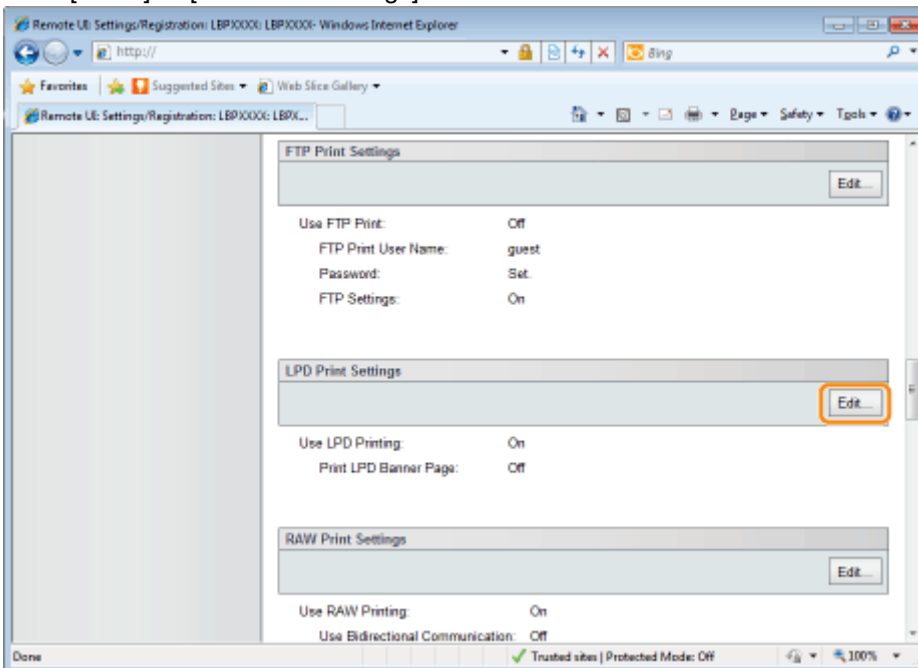 Remote UI: Settings/Registration: LBPXXXX: LBPXXXX- Windows Internet Explorer
http://
Bing
Favorites Suggested Sites Web Slice Gallery
Remote UI: Settings/Registration: LBPXXXX: LBPX... Page Safety Tools
FTP Print Settings
Edit...
Use FTP Print: Off
FTP Print User Name: guest
Password: Set.
FTP Settings: On
LPD Print Settings
Edit...
Use LPD Printing: On
Print LPD Banner Page: Off
RAW Print Settings
Edit...
Use RAW Printing: On
Use Bidirectional Communication: Off
Done Trusted sites | Protected Mode: Off 100%